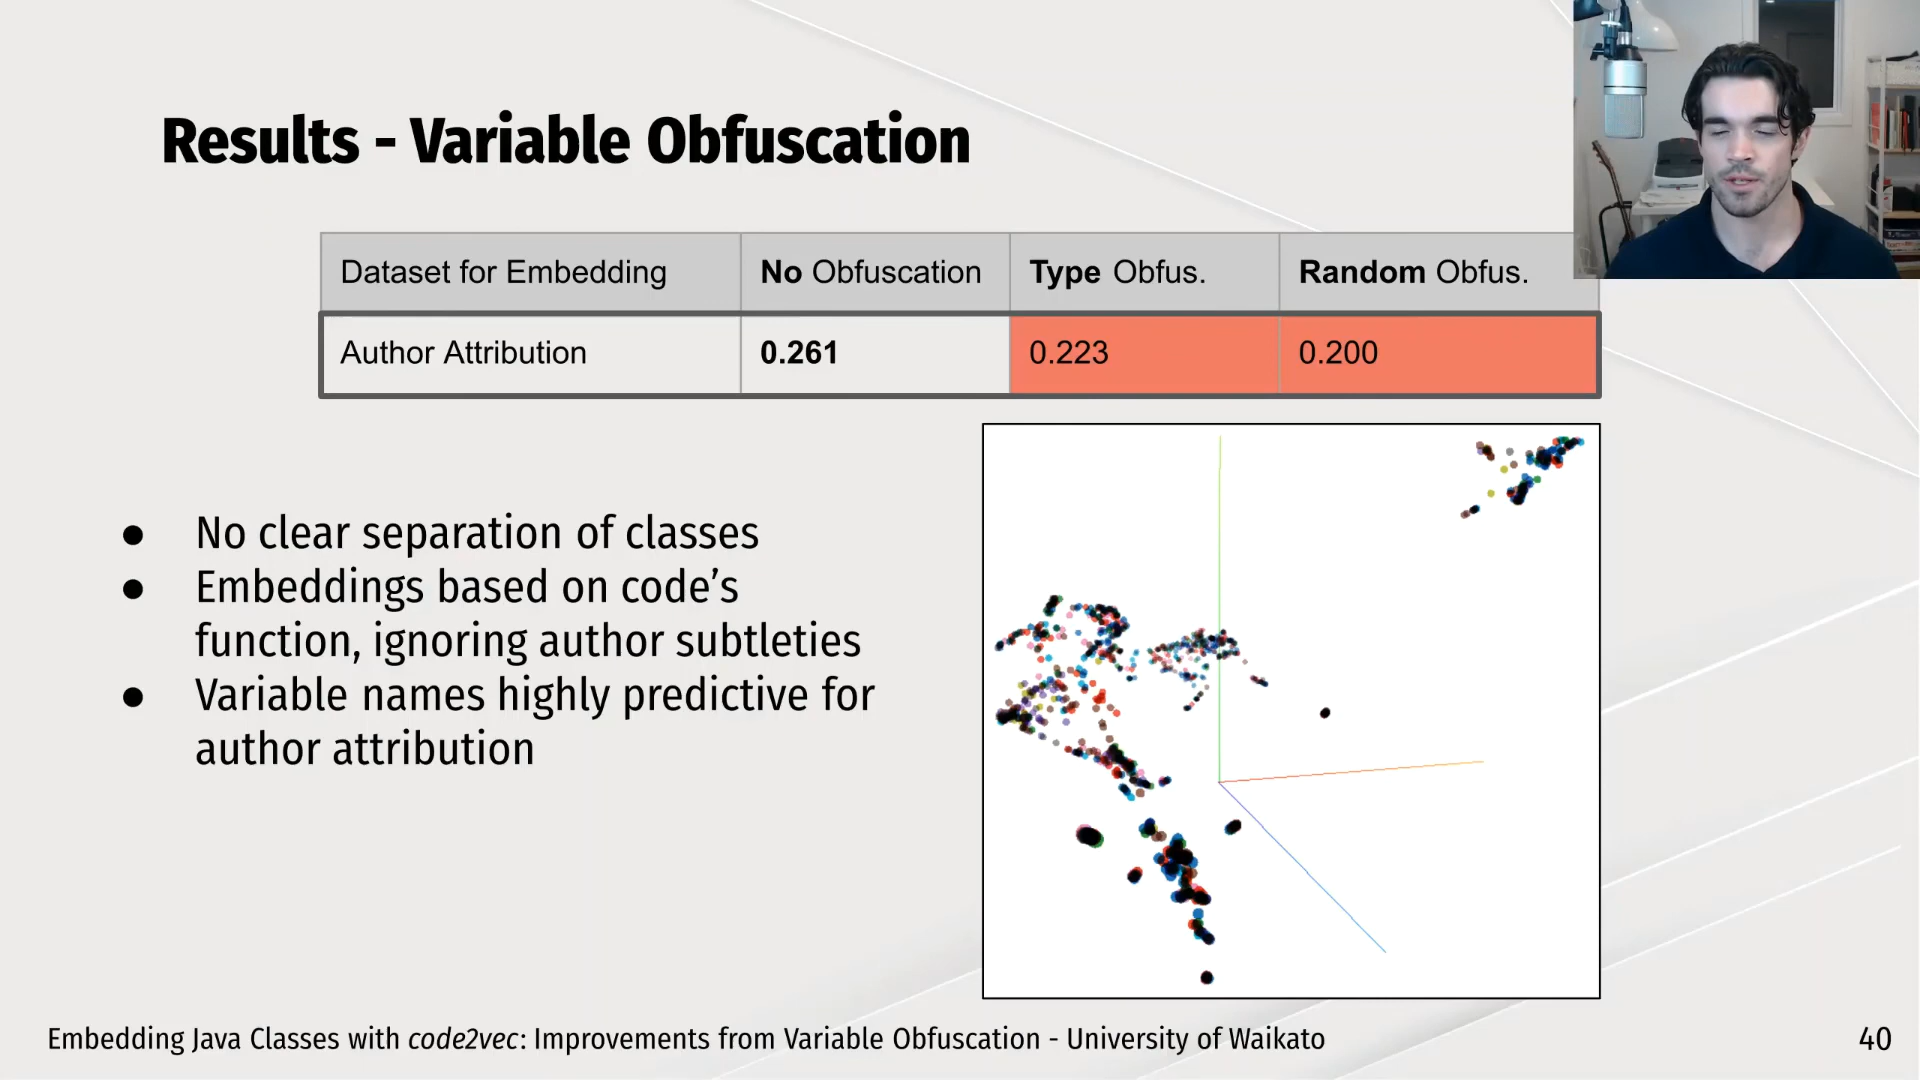 Results - Variable Obfuscation
Dataset for Embedding No Obfuscation Type Obfus. Random Obfus.
Author Attribution 0.261 0.223 0.200
● No clear separation of classes
● Embeddings based on code’s
function, ignoring author subtleties
● Variable names highly predictive for
author attribution
Embedding Java Classes with code2vec: Improvements from Variable Obfuscation - University of Waikato 40